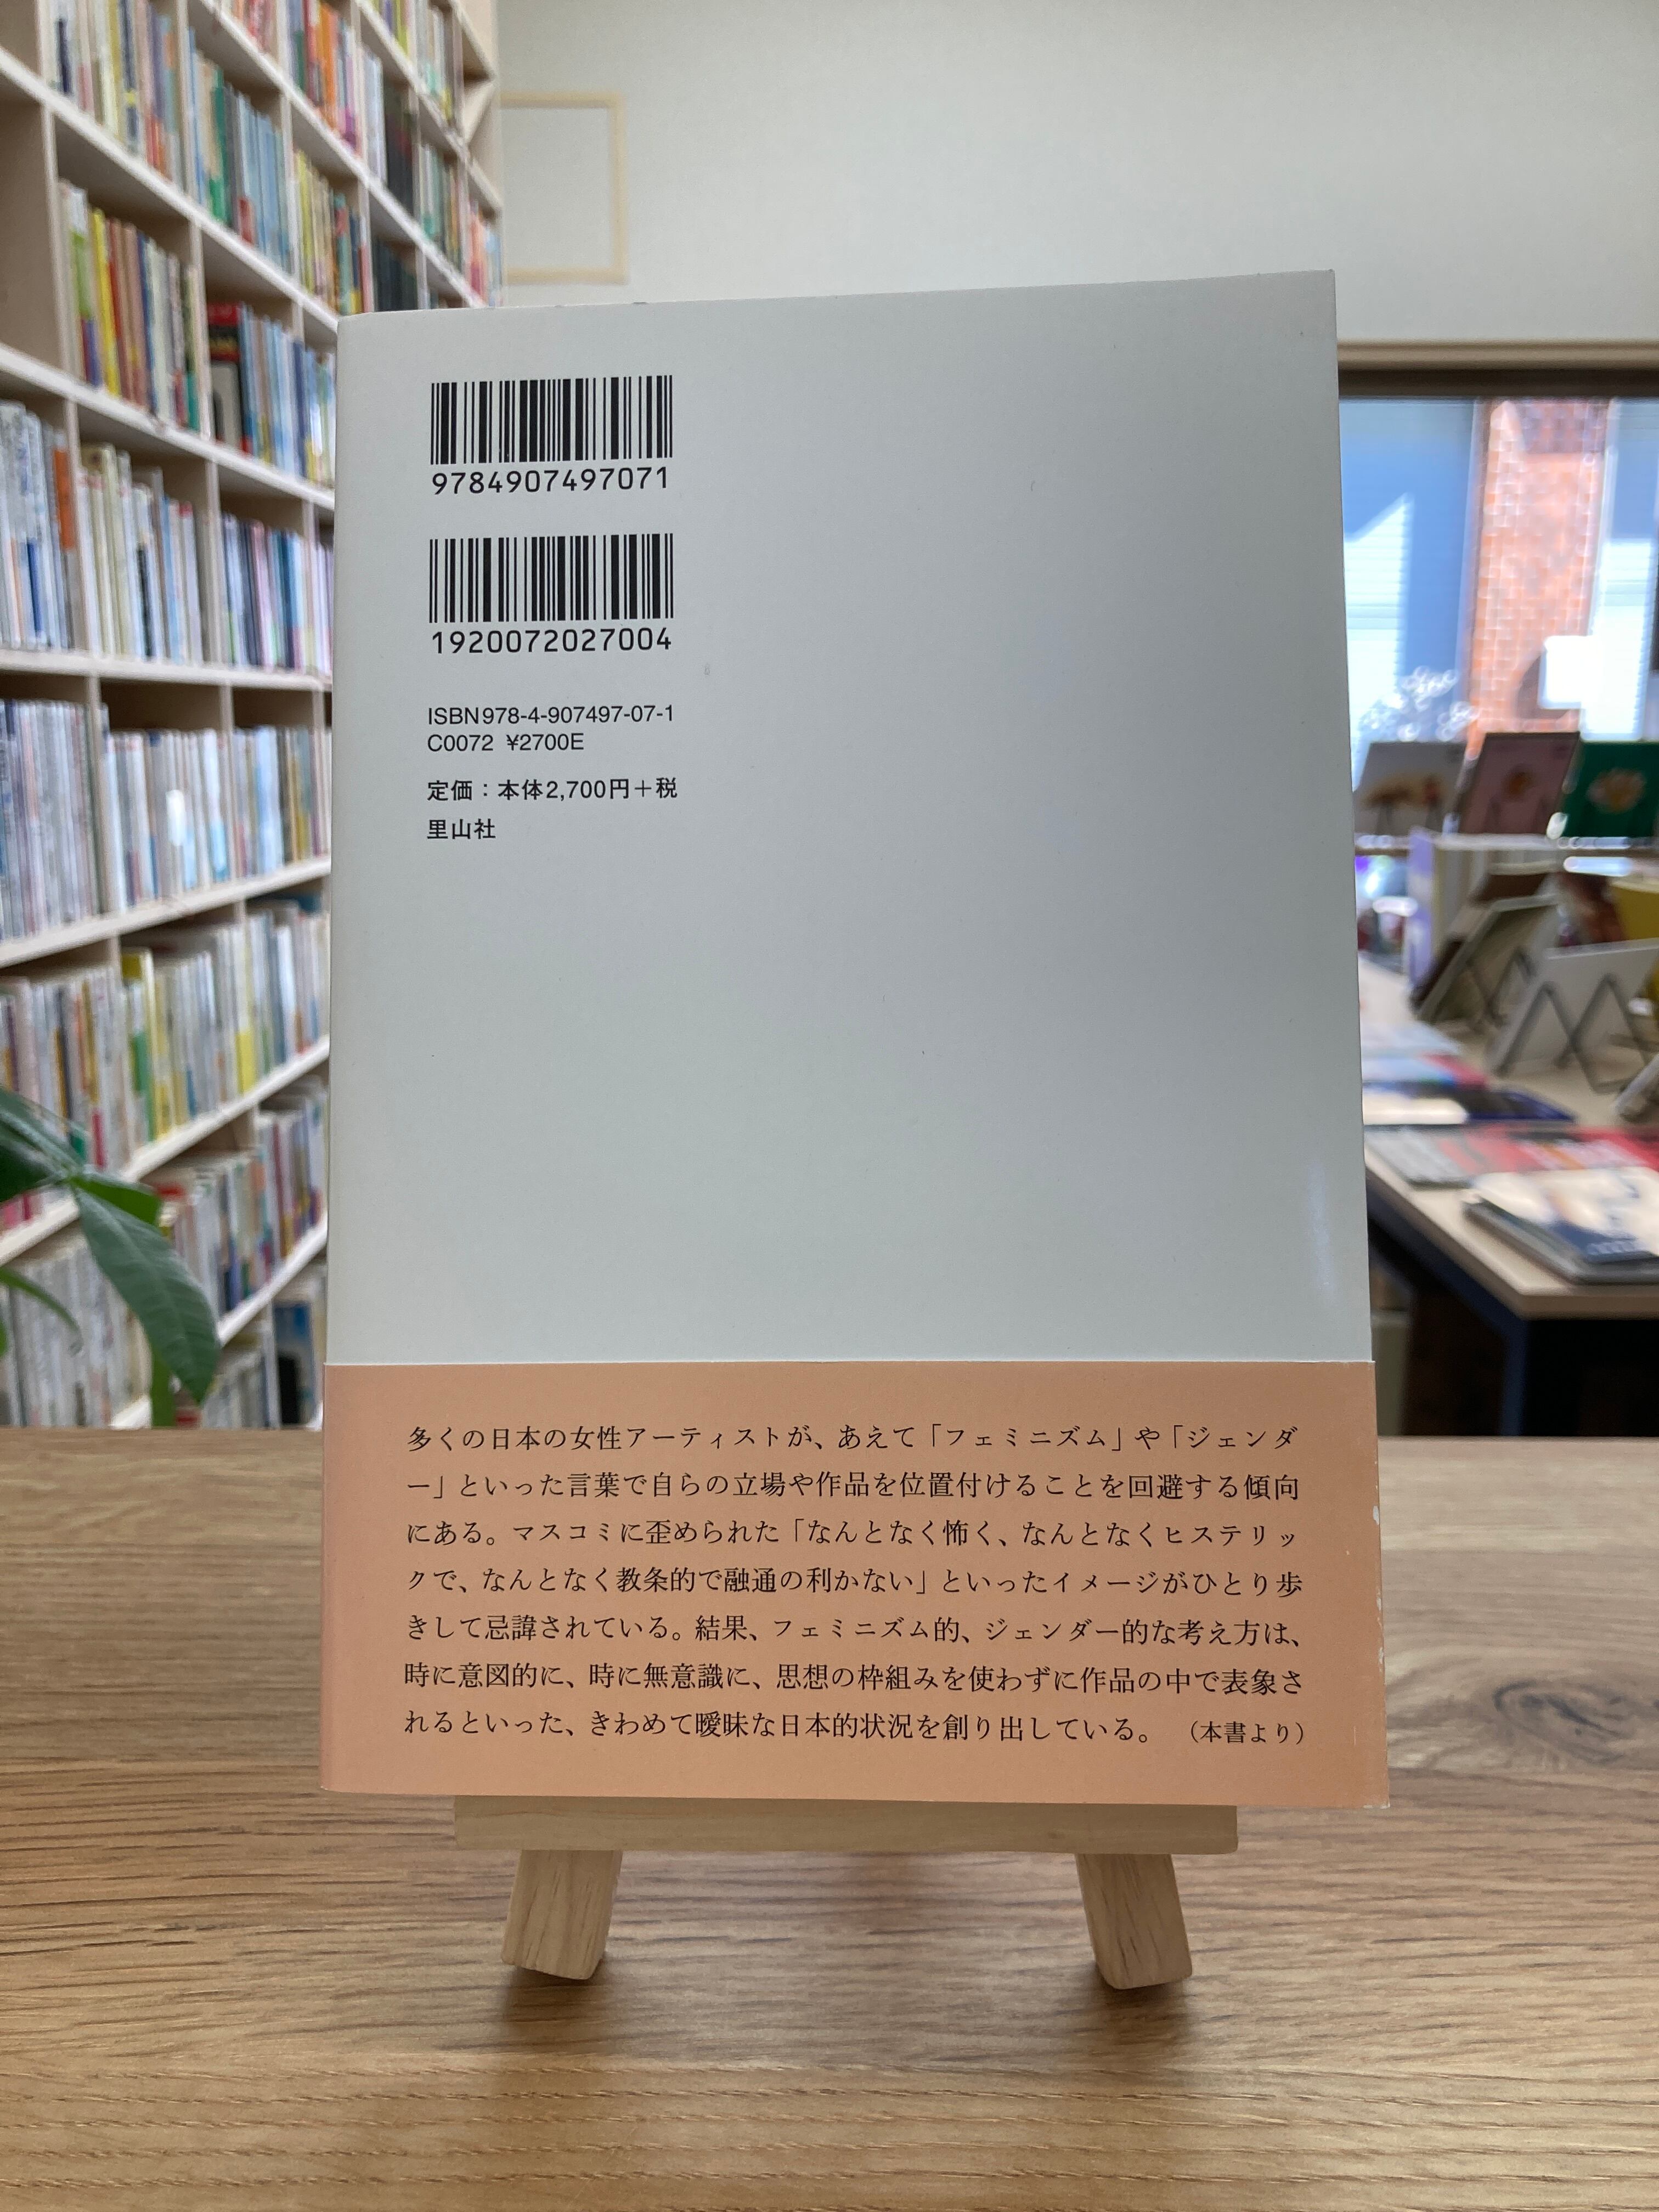 9784907497071
1920072027004
ISBN978-4-907497-07-1
C0072 ¥2700E
定価：本体2,700円＋税
里山社
多くの日本の女性アーティストが、あえて「フェミニズム」や「ジェンダ
ー」といった言葉で自らの立場や作品を位置付けることを回避する傾向
にある。マスコミに歪められた「なんとなく怖く、なんとなくヒステリッ
クで、なんとなく教条的で融通の利かない」といったイメージがひとり歩
きして忌諱されている。結果、フェミニズム的、ジェンダー的な考え方は、
時に意図的に、時に無意識に、思想の枠組みを使わずに作品の中で表象さ
れるといった、きわめて曖昧な日本的状況を創り出している。（本書より）